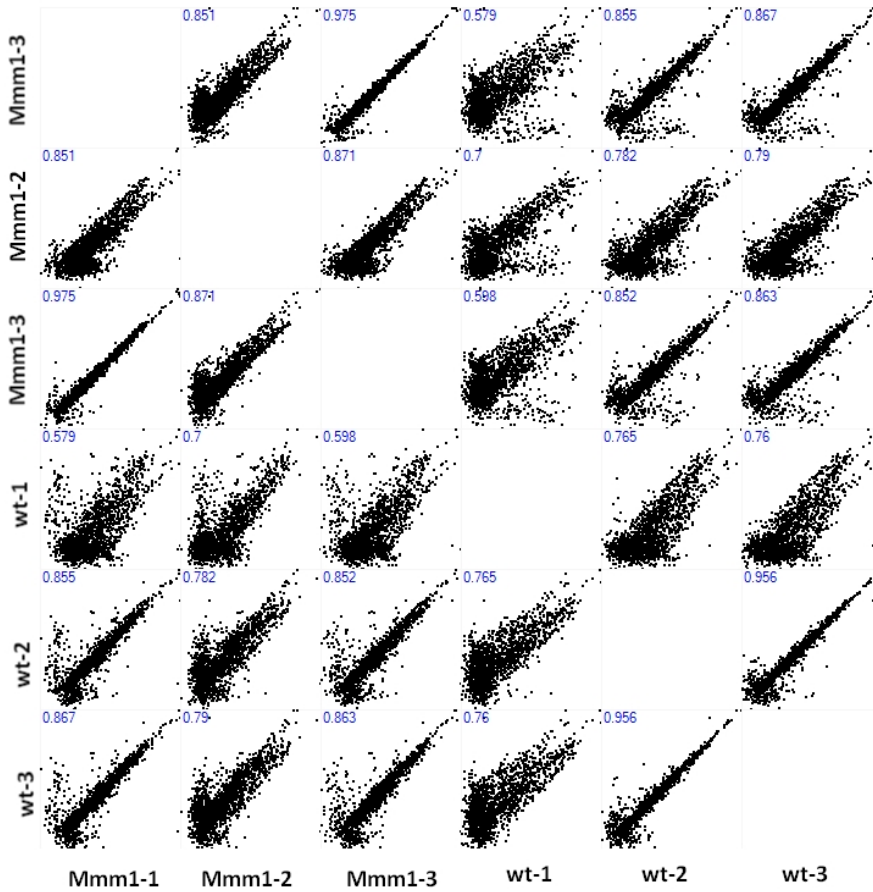 Mmm1-3
0.851 0.975 0.579 0.855 0.867
Mmm1-2
0.851 0.871 0.7 0.782 0.79
Mmm1-3
0.975 0.871 0.598 0.852 0.863
wt-1
0.579 0.7 0.598 0.765 0.76
wt-2
0.855 0.782 0.852 0.765 0.956
wt-3
0.867 0.79 0.863 0.76 0.956
Mmm1-1 Mmm1-2 Mmm1-3 wt-1 wt-2 wt-3